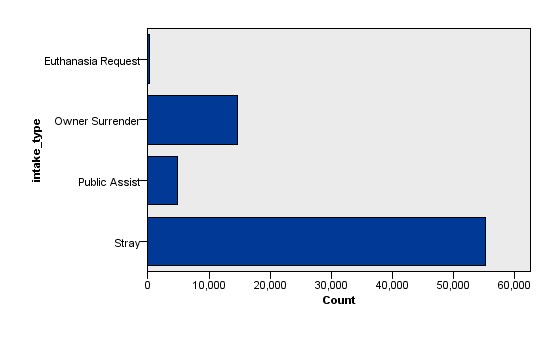 intake_type
Euthanasia Request
Owner Surrender
Public Assist
Stray
0 10,000 20,000 30,000 40,000 50,000 60,000
Count